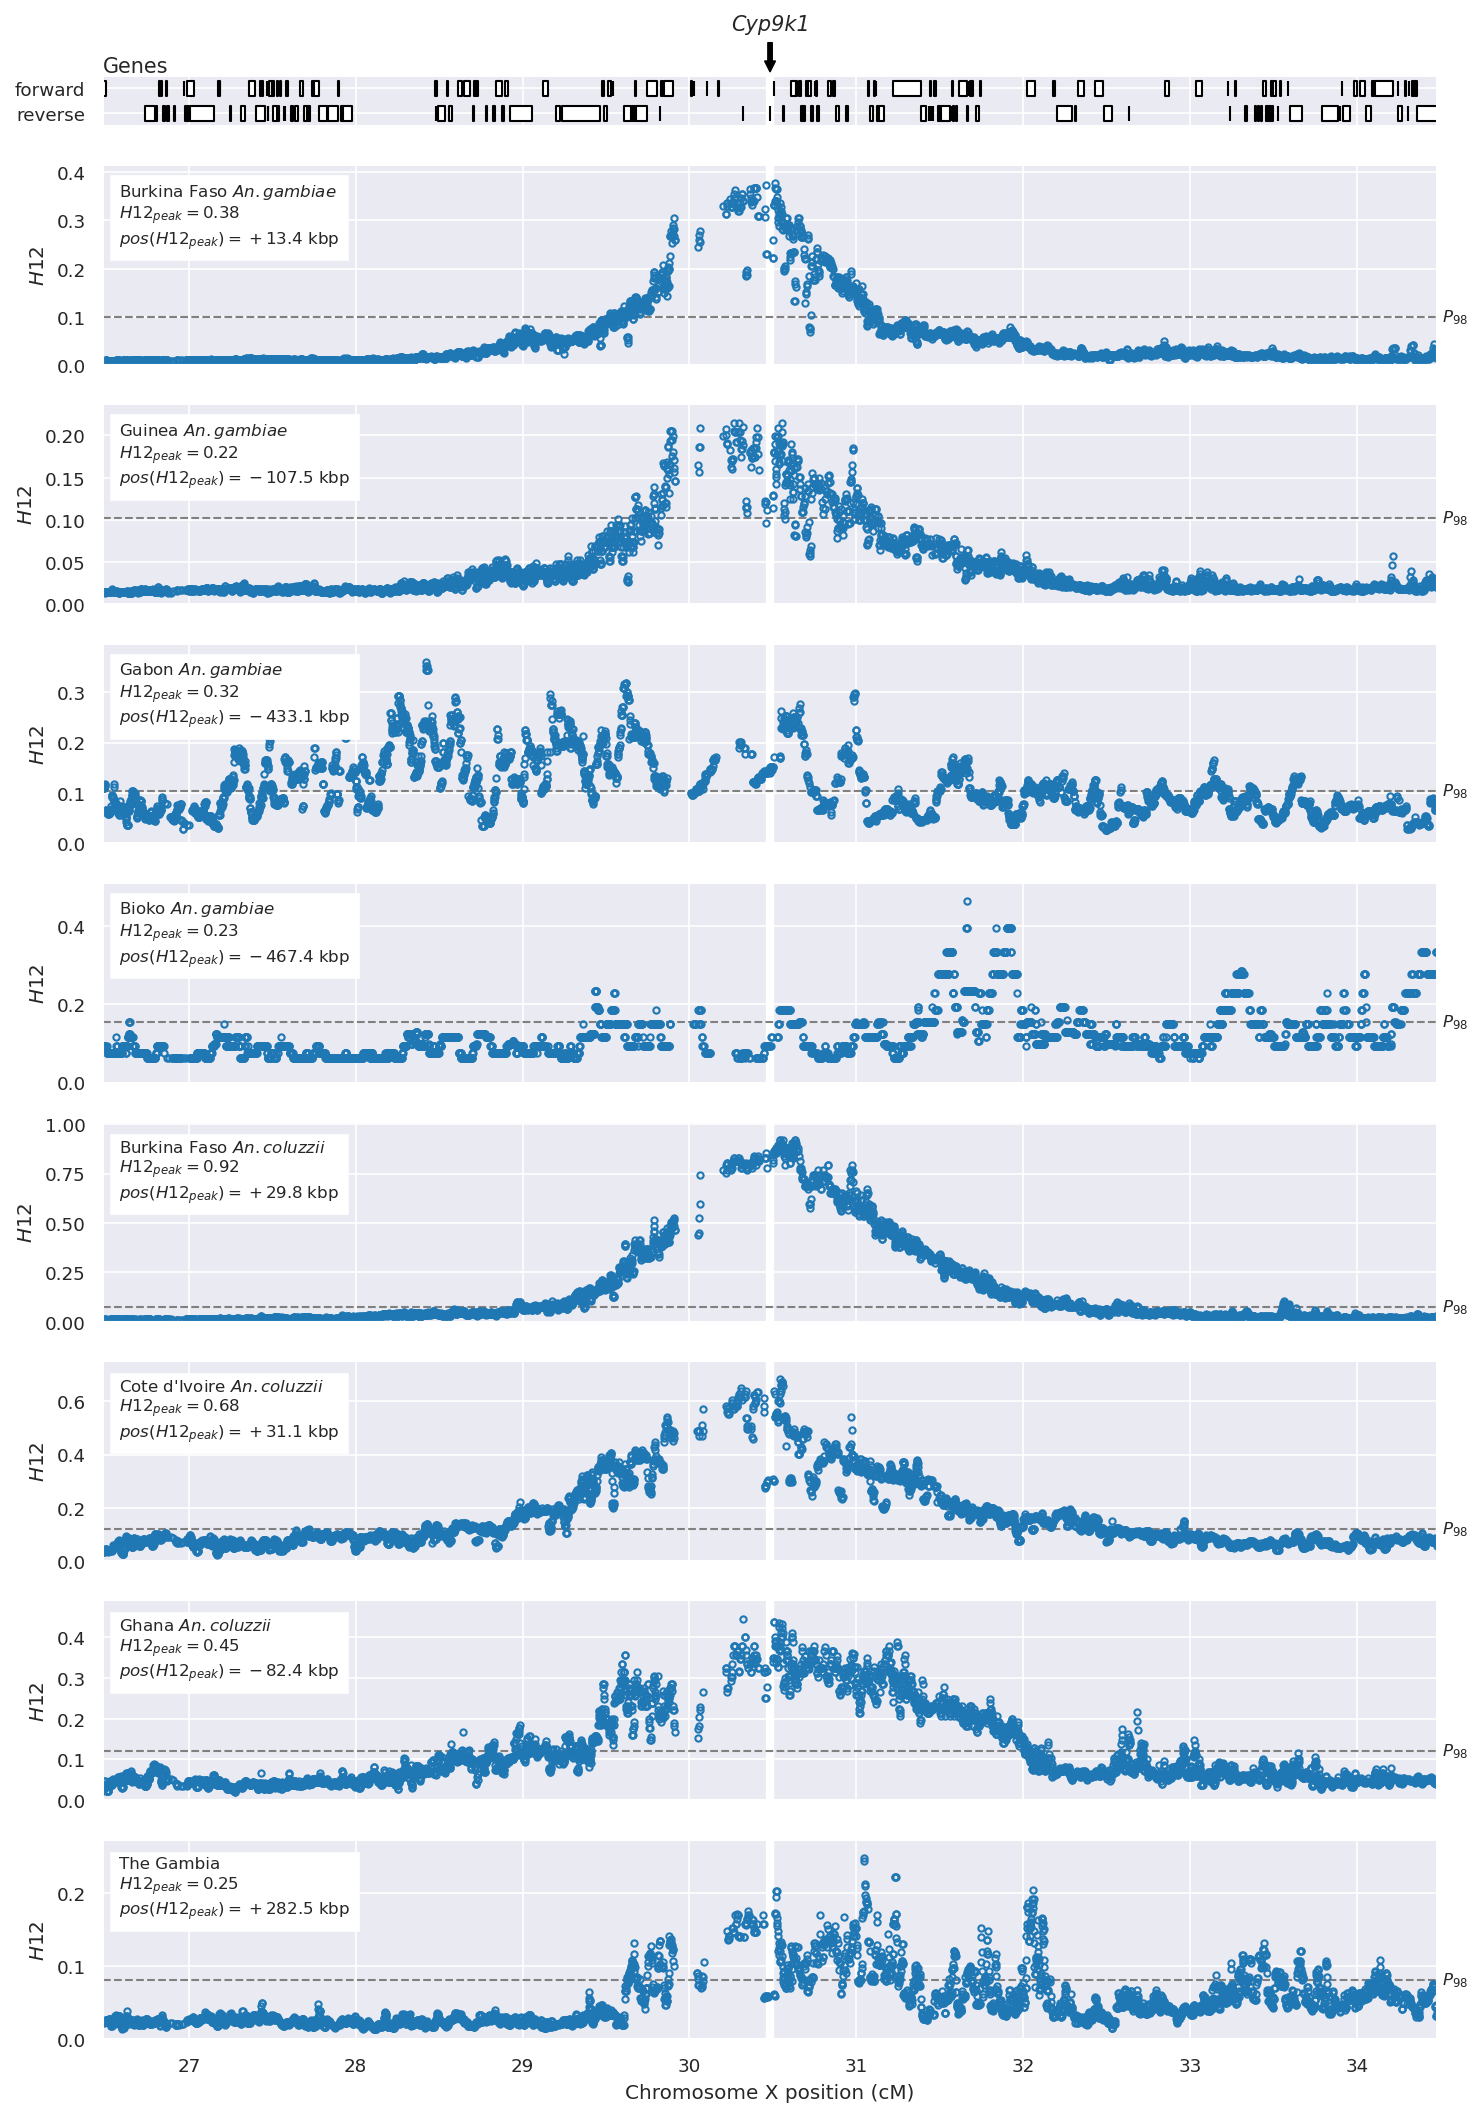 Cyp9k1
Genes
forward
reverse
Burkina Faso An. gambiae
H12peak = 0.38
pos(H12peak) = +13.4 kbp
H12
0.4
0.3
0.2
0.1
0.0
P98
Guinea An. gambiae
H12peak = 0.22
pos(H12peak) = −107.5 kbp
H12
0.20
0.15
0.10
0.05
0.00
P98
Gabon An. gambiae
H12peak = 0.32
pos(H12peak) = −433.1 kbp
H12
0.3
0.2
0.1
0.0
P98
Bioko An. gambiae
H12peak = 0.23
pos(H12peak) = −467.4 kbp
H12
0.4
0.2
0.0
P98
Burkina Faso An. coluzzii
H12peak = 0.92
pos(H12peak) = +29.8 kbp
H12
1.00
0.75
0.50
0.25
0.00
P98
Cote d'Ivoire An. coluzzii
H12peak = 0.68
pos(H12peak) = +31.1 kbp
H12
0.6
0.4
0.2
0.0
P98
Ghana An. coluzzii
H12peak = 0.45
pos(H12peak) = −82.4 kbp
H12
0.4
0.3
0.2
0.1
0.0
P98
The Gambia
H12peak = 0.25
pos(H12peak) = +282.5 kbp
H12
0.2
0.1
0.0
P98
27 28 29 30 31 32 33 34
Chromosome X position (cM)